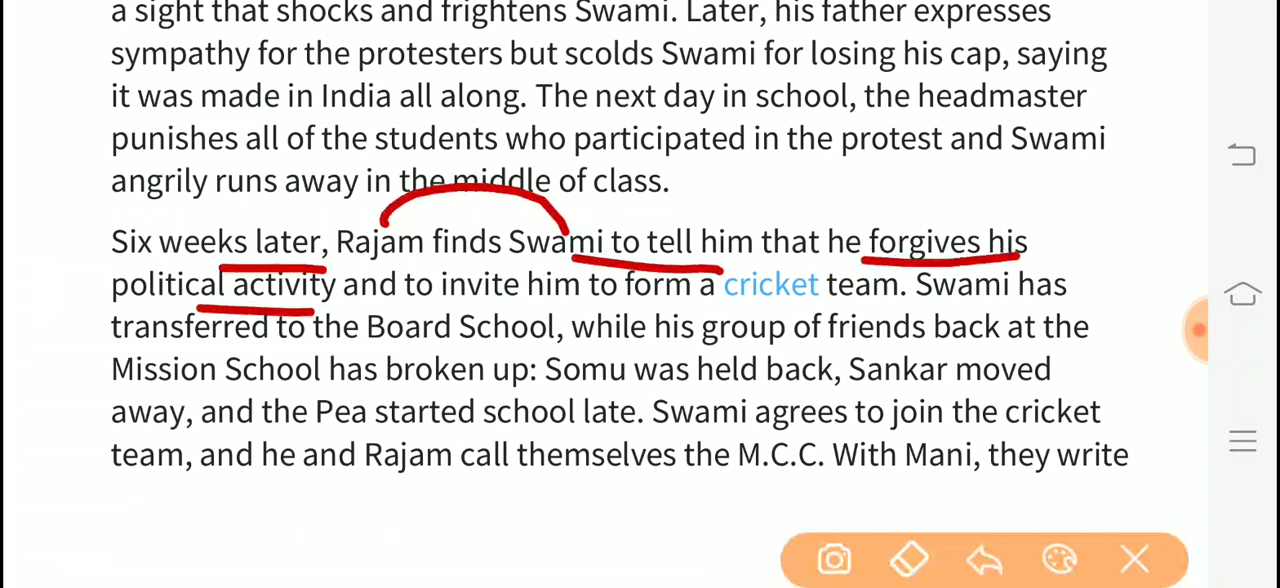 a sight that shocks and frightens Swami. Later, his father expresses
sympathy for the protesters but scolds Swami for losing his cap, saying
it was made in India all along. The next day in school, the headmaster
punishes all of the students who participated in the protest and Swami
angrily runs away in the middle of class.
Six weeks later, Rajam finds Swami to tell him that he forgives his
political activity and to invite him to form a cricket team. Swami has
transferred to the Board School, while his group of friends back at the
Mission School has broken up: Somu was held back, Sankar moved
away, and the Pea started school late. Swami agrees to join the cricket
team, and he and Rajam call themselves the M.C.C. With Mani, they write